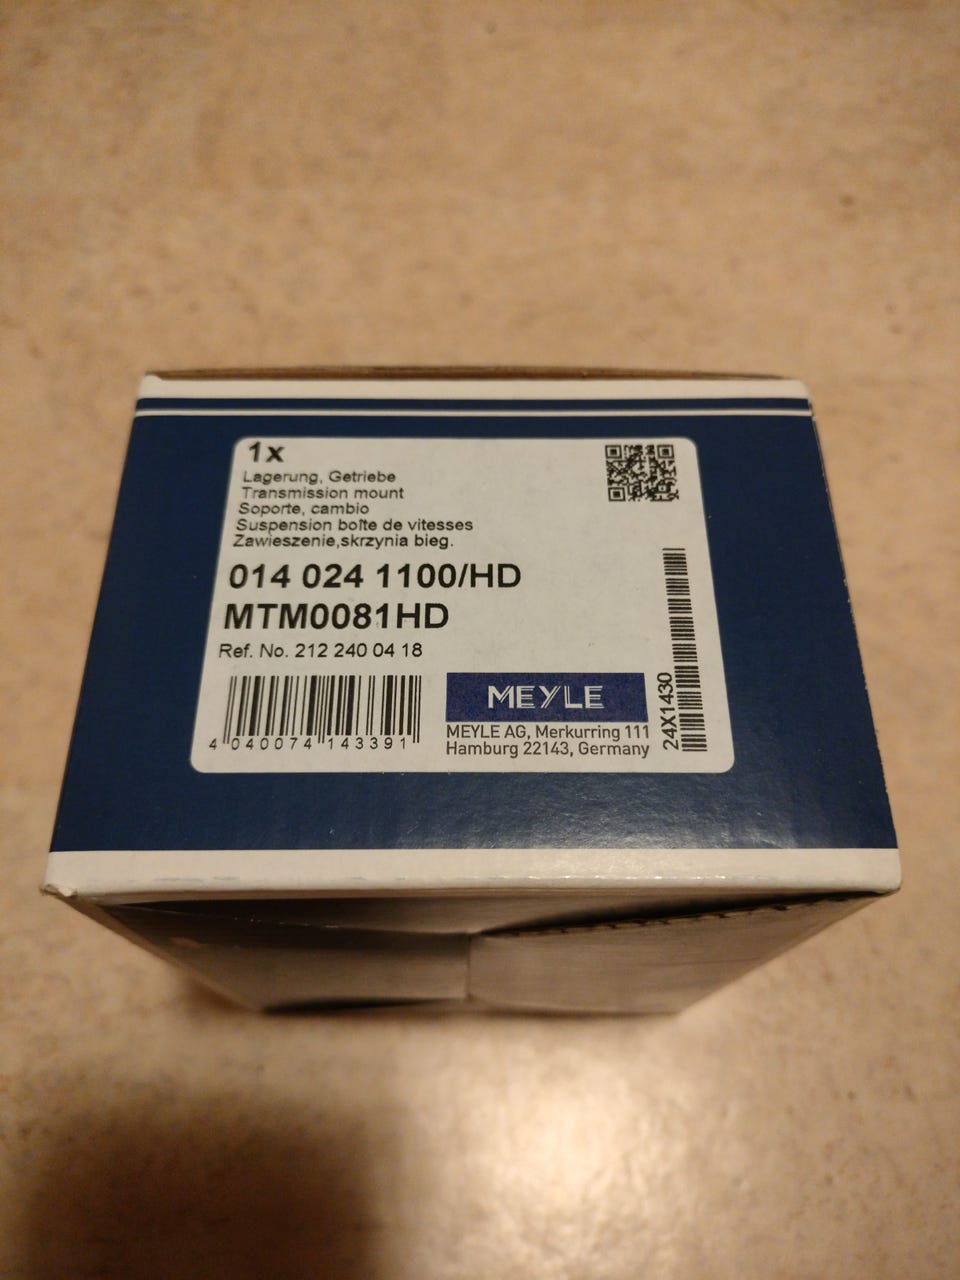 1x
Lagerung, Getriebe
Transmission mount
Soporte, cambio
Suspension boîte de vitesses
Zawieszenie,skrzynia bieg.
014 024 1100/HD
MTM0081HD
Ref. No. 212 240 04 18
4 040074 143391
MEYLE
MEYLE AG, Merkurring 111
Hamburg 22143, Germany
24X1430